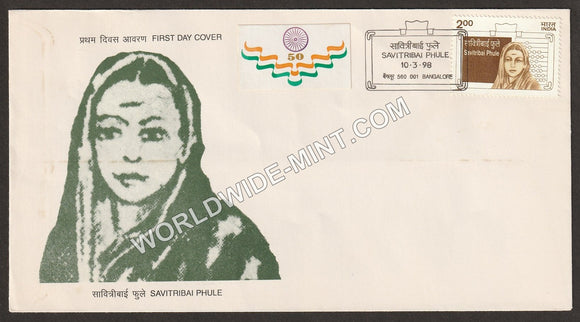 प्रथम दिवस आवरण FIRST DAY COVER
50
सावित्रीबाई फुले
SAVITRIBAI PHULE
10-3-98
बेंगलूर 560 001 BANGALORE
2.00 भारत
INDIA
सावित्रीबाई फुले
Savitribai Phule
WORLDWIDE-MINT.COM
सावित्रीबाई फुले SAVITRIBAI PHULE